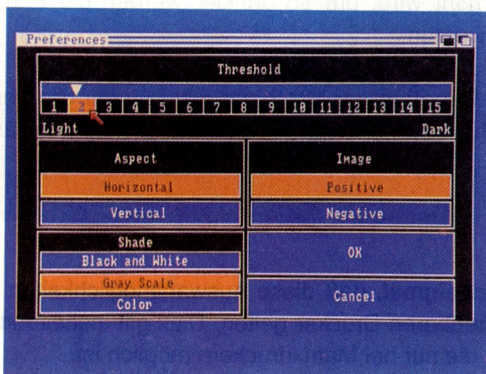 Preferences
Threshold
1 2 3 4 5 6 7 8 9 10 11 12 13 14 15
Light Dark
Aspect Image
Horizontal Positive
Vertical Negative
Shade
Black and White
Gray Scale
Color
OK
Cancel